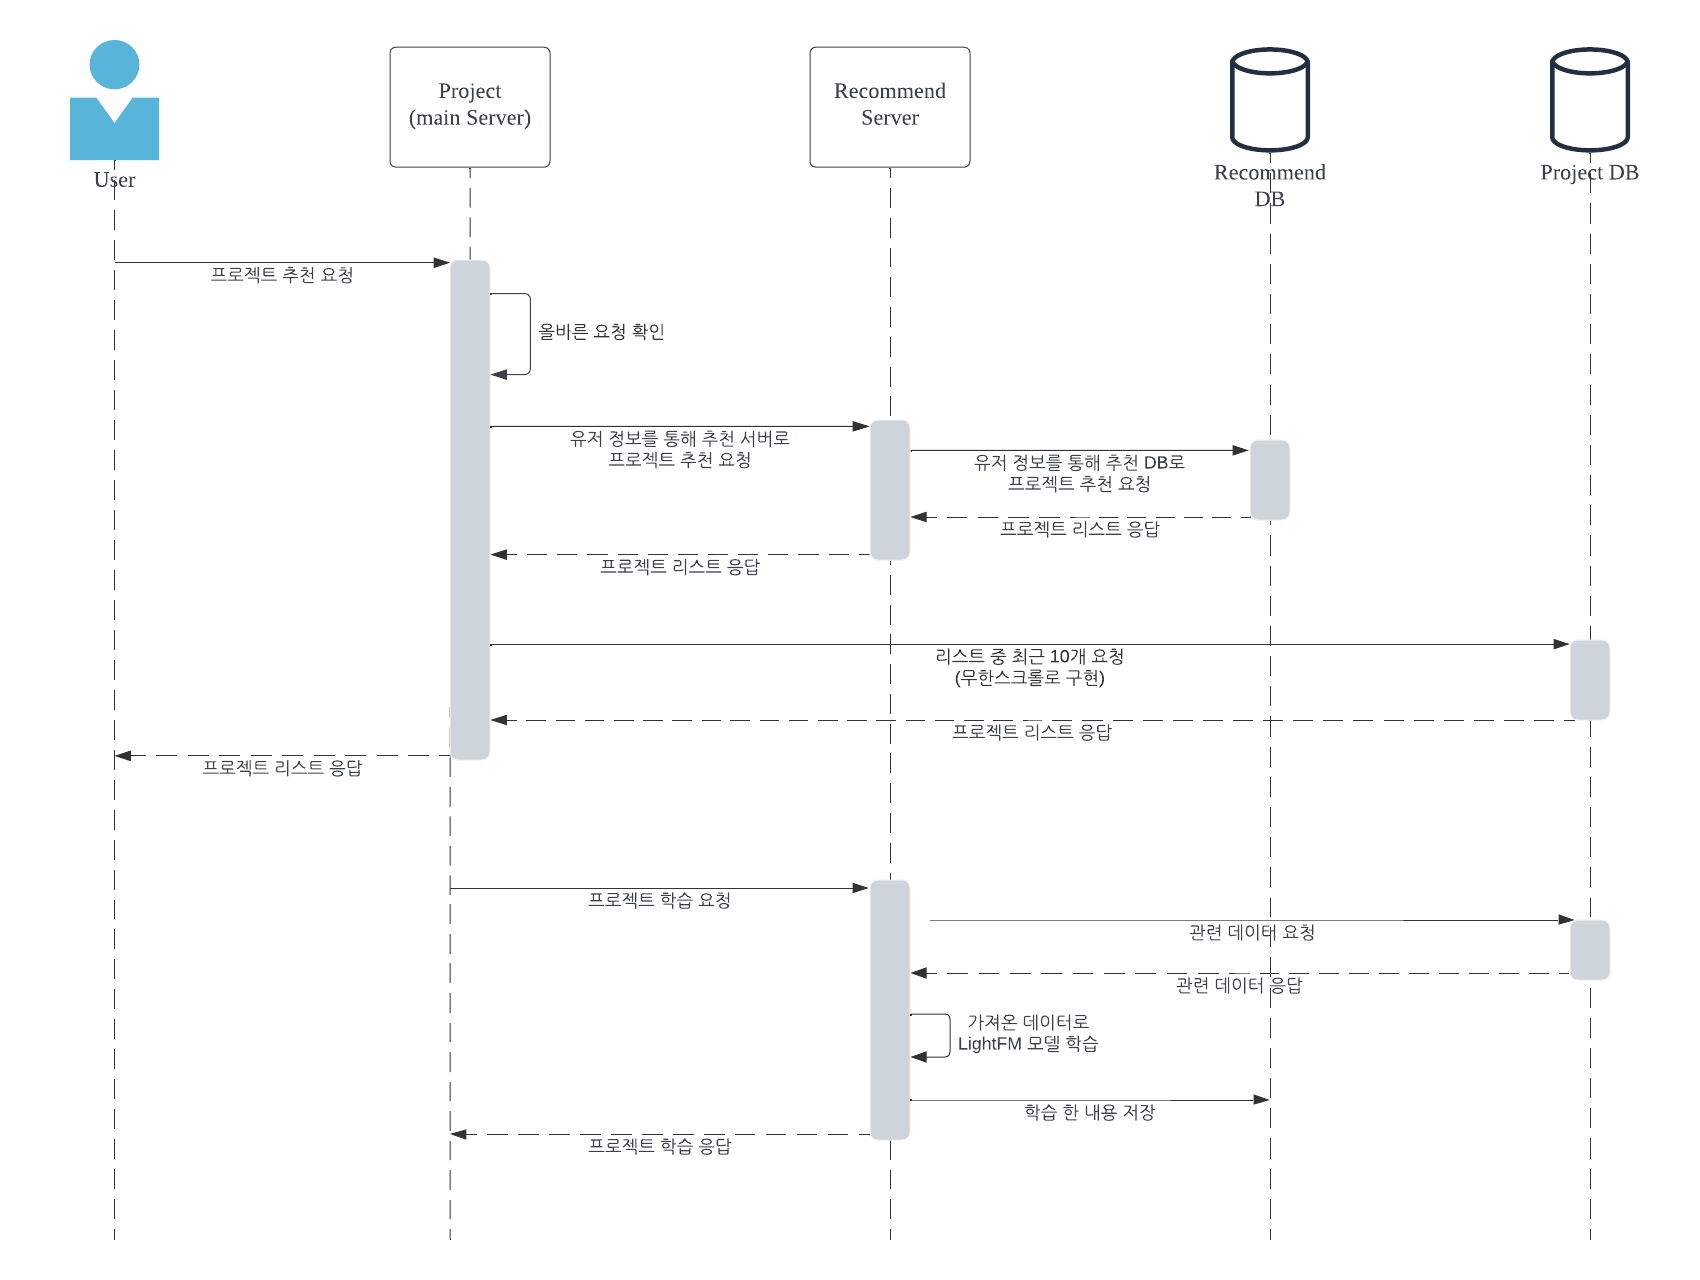 User
Project
(main Server)
Recommend
Server
Recommend
DB
Project DB
프로젝트 추천 요청
올바른 요청 확인
유저 정보를 통해 추천 서버로
프로젝트 추천 요청
유저 정보를 통해 추천 DB로
프로젝트 추천 요청
프로젝트 리스트 응답
프로젝트 리스트 응답
리스트 중 최근 10개 요청
(무한스크롤로 구현)
프로젝트 리스트 응답
프로젝트 리스트 응답
프로젝트 학습 요청
관련 데이터 요청
관련 데이터 응답
가져온 데이터로
LightFM 모델 학습
학습 한 내용 저장
프로젝트 학습 응답